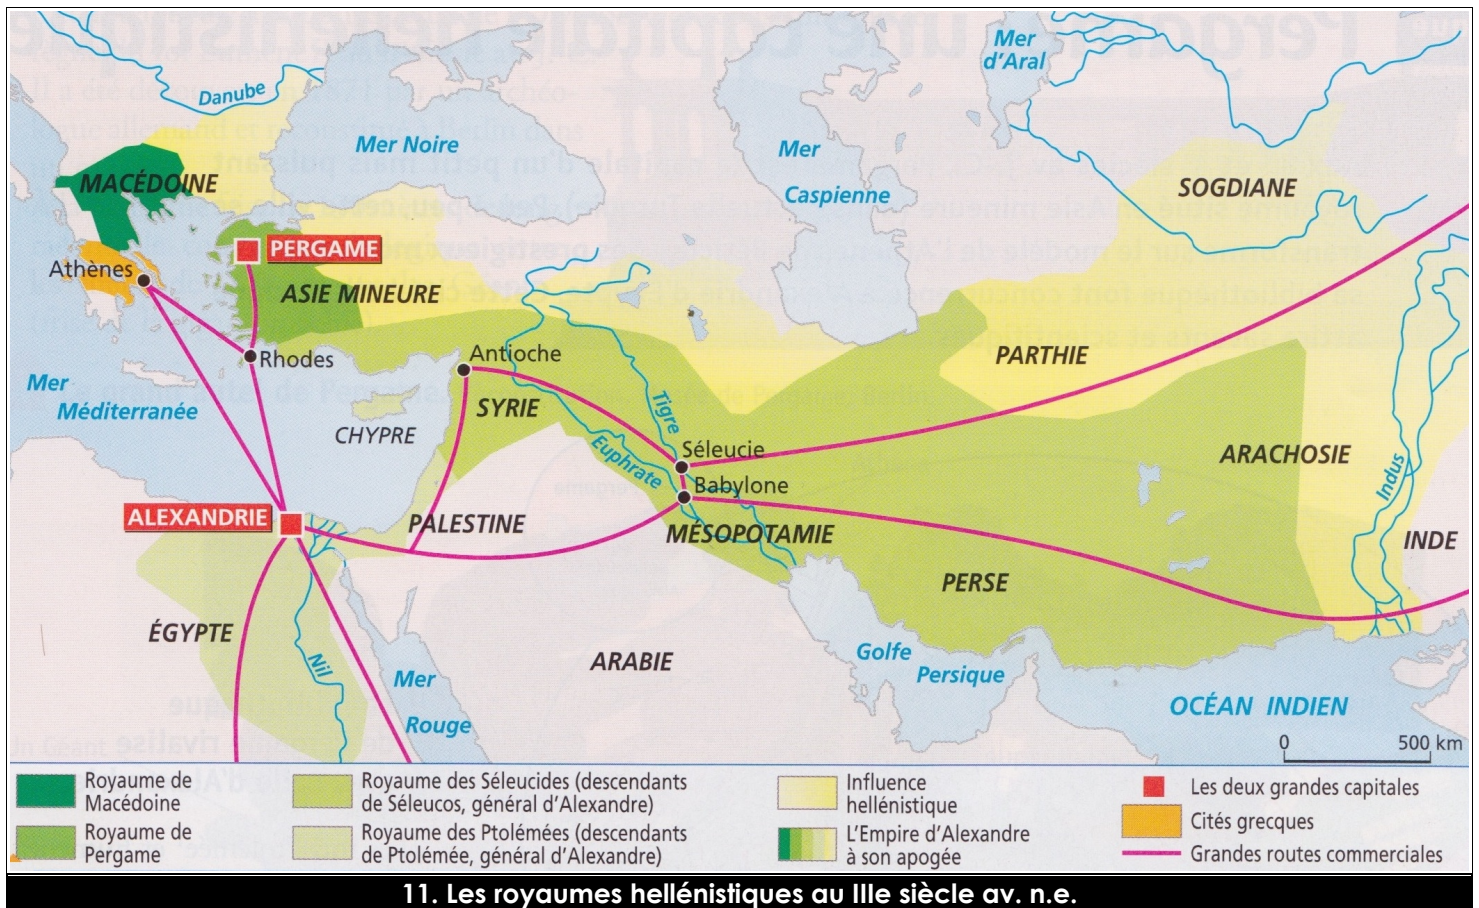 Mer
d'Aral
Danube
Mer Noire
Mer
Caspienne
MACÉDOINE
SOGDIANE
PERGAME
Athènes
ASIE MINEURE
Rhodes
Antioche
PARTHIE
Mer
Méditerranée
SYRIE
Tigre
CHYPRE
Euphrate
Séleucie
ARACHOSIE
Babylone
Indus
ALEXANDRIE
PALESTINE
MÉSOPOTAMIE
INDE
PERSE
ÉGYPTE
Nil
ARABIE
Golfe
Persique
Mer
Rouge
OCÉAN INDIEN
0 500 km
Royaume de
Macédoine
Royaume de
Pergame
Royaume des Séleucides (descendants
de Séleucos, général d'Alexandre)
Royaume des Ptolémées (descendants
de Ptolémée, général d'Alexandre)
Influence
hellénistique
L'Empire d'Alexandre
à son apogée
Les deux grandes capitales
Cités grecques
Grandes routes commerciales
11. Les royaumes hellénistiques au IIIe siècle av. n.e.